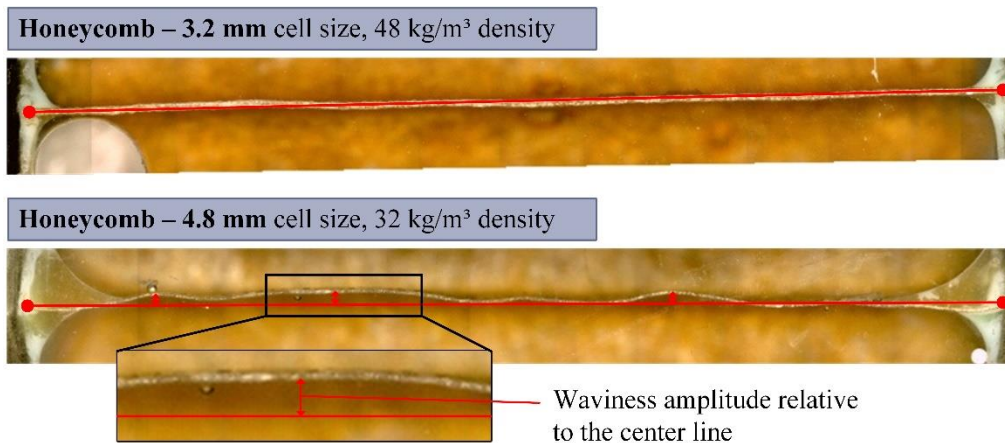 Honeycomb – 3.2 mm cell size, 48 kg/m³ density
Honeycomb – 4.8 mm cell size, 32 kg/m³ density
Waviness amplitude relative
to the center line